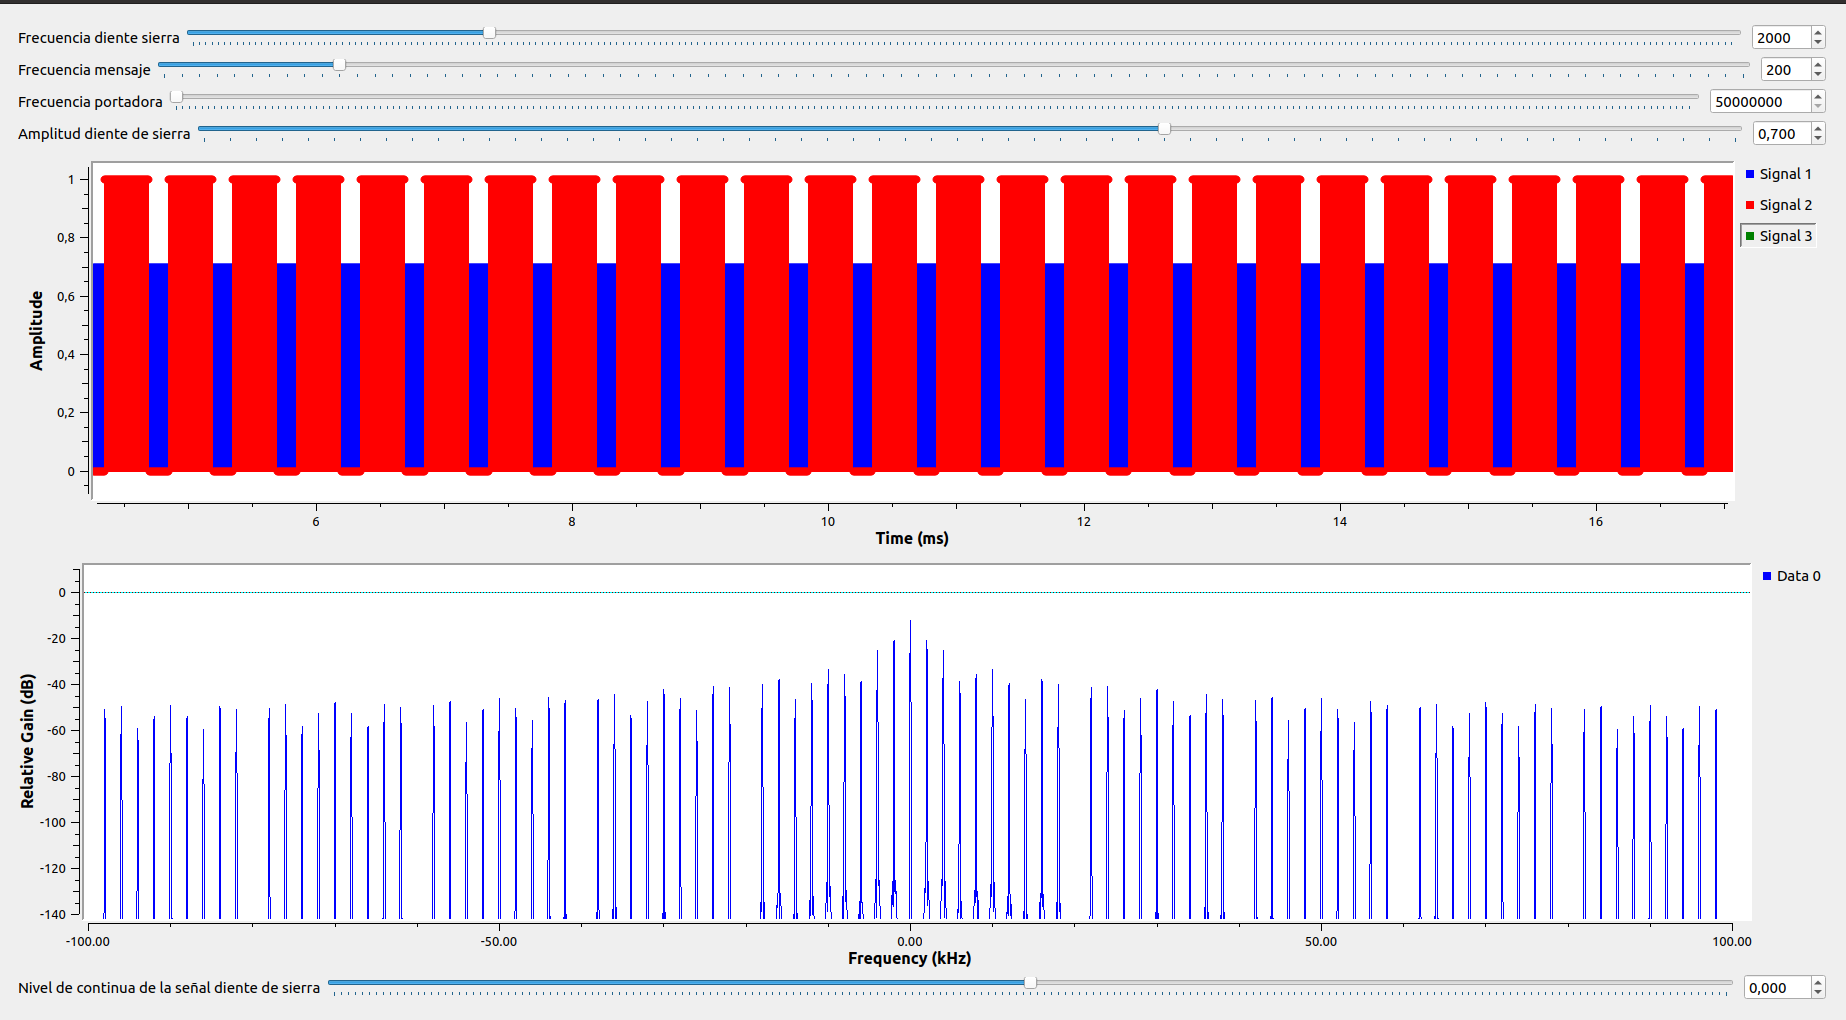 Frecuencia diente sierra 2000
Frecuencia mensaje 200
Frecuencia portadora 50000000
Amplitud diente de sierra 0,700
Signal 1
Signal 2
Signal 3
Amplitude
1
0,8
0,6
0,4
0,2
0
6 8 10 12 14 16
Time (ms)
Data 0
Relative Gain (dB)
0
-20
-40
-60
-80
-100
-120
-140
-100.00 -50.00 0.00 50.00 100.00
Frequency (kHz)
Nivel de continua de la señal diente de sierra 0,000